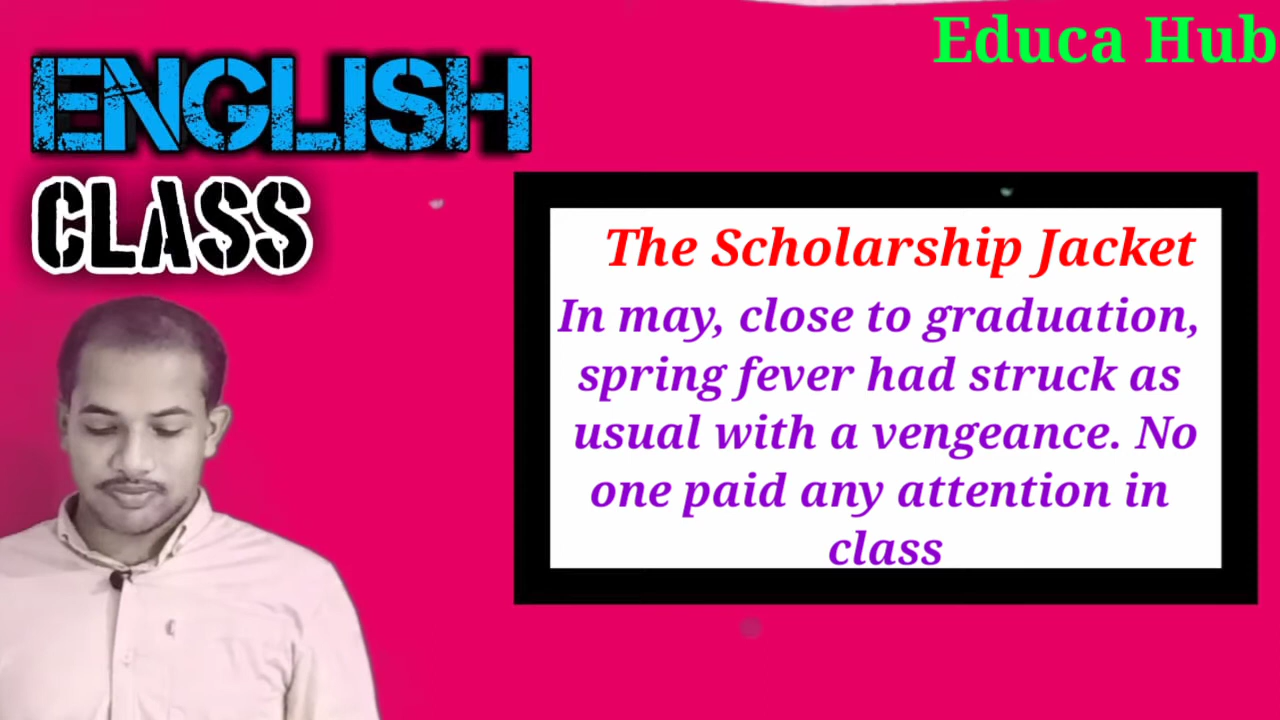 Educa Hub
ENGLISH
CLASS
The Scholarship Jacket
In may, close to graduation,
spring fever had struck as
usual with a vengeance. No
one paid any attention in
class